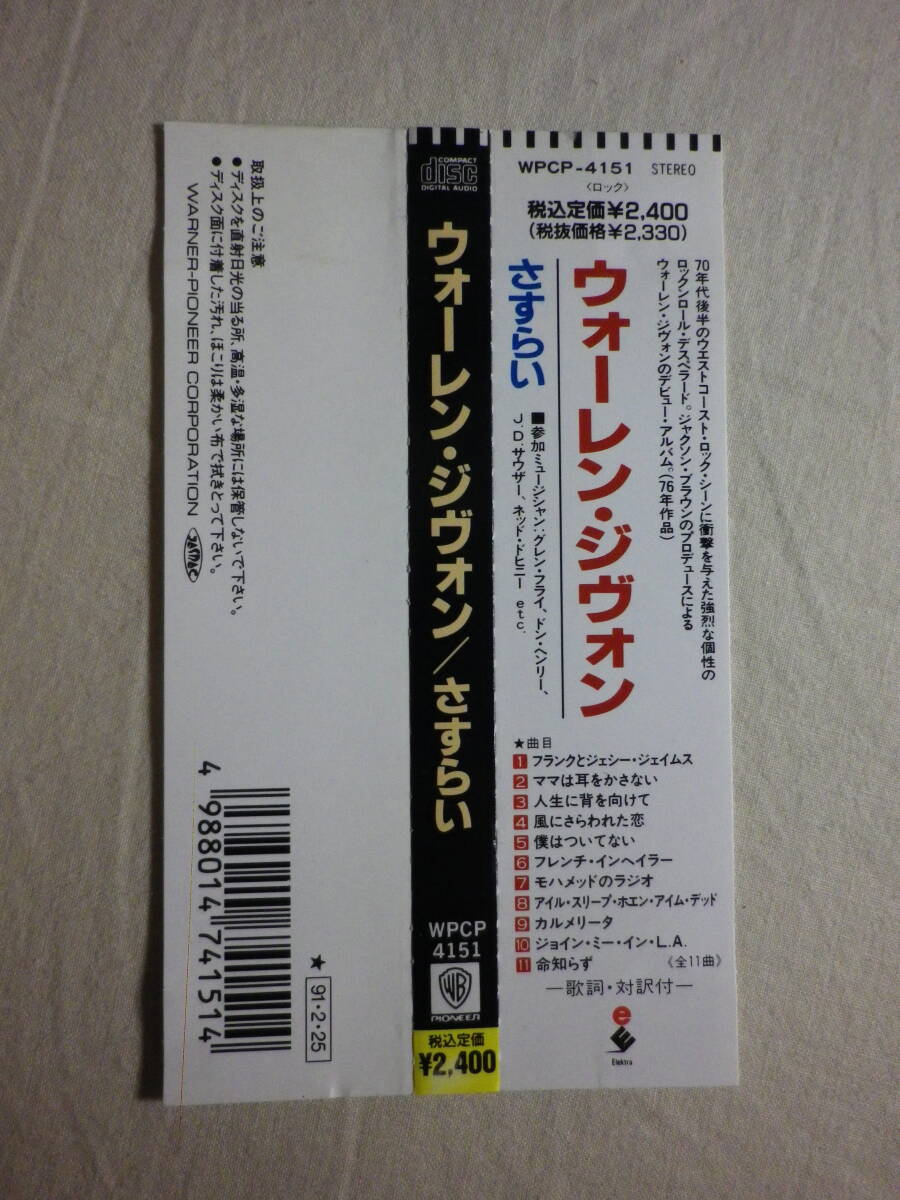 WPCP-4151 STEREO
〈ロック〉
税込定価¥2,400
(税抜価格¥2,330)
70年代後半のウエストコースト・ロック・シーンに衝撃を与えた強烈な個性の
ロックンロール・デスペラード。ジャクソン・ブラウンのプロデュースによる
ウォーレン・ジヴォンのデビュー・アルバム。(76年作品)
ウォーレン・ジヴォン
さすらい
■参加ミュージシャン:グレン・フライ、ドン・ヘンリー、
J.D.サウザー、ネッド・ドヒニー etc.
★曲目
1 フランクとジェシー・ジェイムス
2 ママは耳をかさない
3 人生に背を向けて
4 風にさらわれた恋
5 僕はついてない
6 フレンチ・インヘイラー
7 モハメッドのラジオ
8 アイル・スリープ・ホエン・アイム・デッド
9 カルメリータ
10 ジョイン・ミー・イン・L.A.
11 命知らず 《全11曲》
—歌詞・対訳付—
e
Elektra
COMPACT
disc
DIGITAL AUDIO
ウォーレン・ジヴォン/さすらい
WPCP
4151
WB
PIONEER
税込定価
¥2,400
取扱上のご注意
●ディスクを直射日光の当る所、高温・多湿な場所には保管しないで下さい。
●ディスク面に付着した汚れ、ほこりは柔かい布で拭きとって下さい。
WARNER-PIONEER CORPORATION JASRAC
4 988014 741514
★ 91・2・25